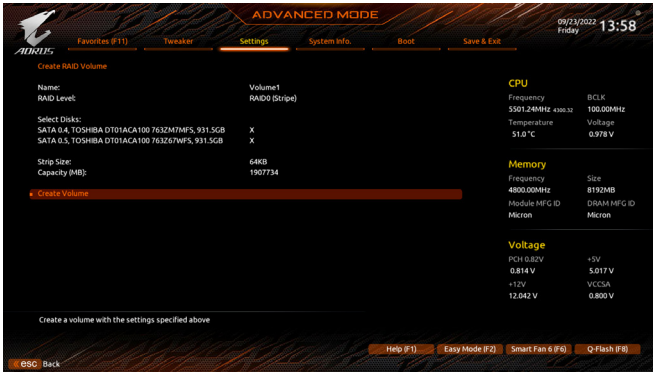 ADVANCED MODE
09/23/2022 Friday 13:58
AORUS
Favorites (F11) Tweaker Settings System Info. Boot Save & Exit
Create RAID Volume
Name: Volume1
RAID Level: RAID0 (Stripe)
Select Disks:
SATA 0.4, TOSHIBA DT01ACA100 763ZM7MFS, 931.5GB X
SATA 0.5, TOSHIBA DT01ACA100 763Z67WFS, 931.5GB X
Strip Size: 64KB
Capacity (MB): 1907734
Create Volume
CPU
Frequency BCLK
5501.24MHz 4300.32 100.00MHz
Temperature Voltage
51.0°C 0.978 V
Memory
Frequency Size
4800.00MHz 8192MB
Module MFG ID DRAM MFG ID
Micron Micron
Voltage
PCH 0.82V +5V
0.814 V 5.017 V
+12V VCCSA
12.042 V 0.800 V
Create a volume with the settings specified above
Help (F1) Easy Mode (F2) Smart Fan 6 (F6) Q-Flash (F8)
esc Back